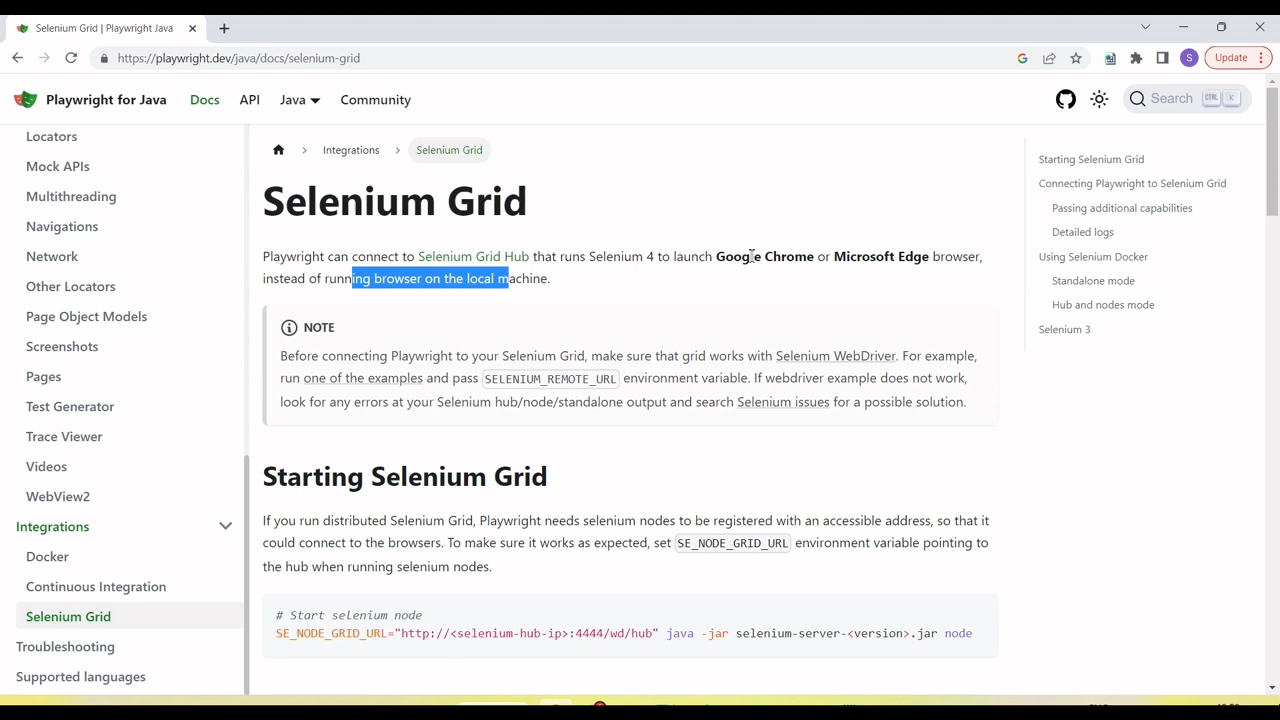 Selenium Grid | Playwright Java
https://playwright.dev/java/docs/selenium-grid
S
Update
Playwright for Java
Docs
API
Java
Community
Search
CTRL
K
Locators
Mock APIs
Multithreading
Navigations
Network
Other Locators
Page Object Models
Screenshots
Pages
Test Generator
Trace Viewer
Videos
WebView2
Integrations
Docker
Continuous Integration
Selenium Grid
Troubleshooting
Supported languages
Integrations
Selenium Grid
Selenium Grid
Playwright can connect to Selenium Grid Hub that runs Selenium 4 to launch Google Chrome or Microsoft Edge browser,
instead of running browser on the local machine.
NOTE
Before connecting Playwright to your Selenium Grid, make sure that grid works with Selenium WebDriver. For example,
run one of the examples and pass SELENIUM_REMOTE_URL environment variable. If webdriver example does not work,
look for any errors at your Selenium hub/node/standalone output and search Selenium issues for a possible solution.
Starting Selenium Grid
If you run distributed Selenium Grid, Playwright needs selenium nodes to be registered with an accessible address, so that it
could connect to the browsers. To make sure it works as expected, set SE_NODE_GRID_URL environment variable pointing to
the hub when running selenium nodes.
# Start selenium node
SE_NODE_GRID_URL="http://<selenium-hub-ip>:4444/wd/hub" java -jar selenium-server-<version>.jar node
Starting Selenium Grid
Connecting Playwright to Selenium Grid
Passing additional capabilities
Detailed logs
Using Selenium Docker
Standalone mode
Hub and nodes mode
Selenium 3